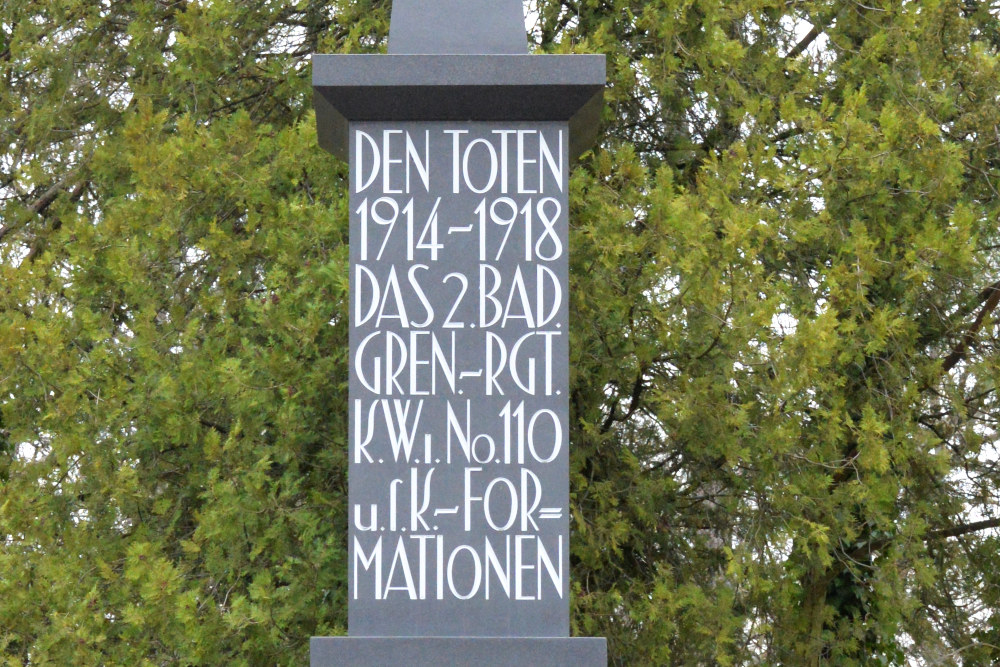 DEN TOTEN
1914-1918
DAS 2. BAD.
GREN.-RGT.
K.W.I. No. 110
u.s.K.-FOR=
MATIONEN